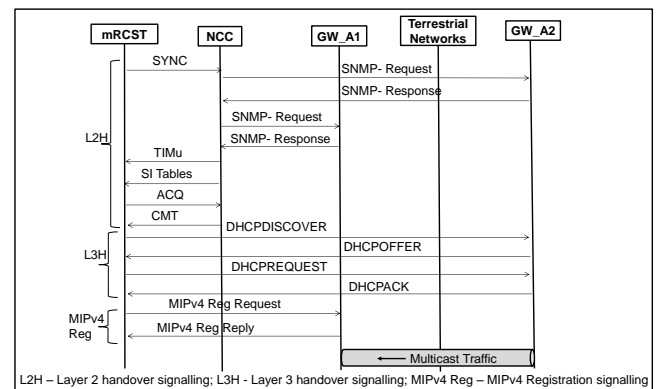 mRCST
NCC
GW_A1
Terrestrial
Networks
GW_A2
SYNC
SNMP- Request
SNMP- Response
SNMP- Request
SNMP- Response
L2H
TIMu
SI Tables
ACQ
CMT
DHCPDISCOVER
DHCPOFFER
L3H
DHCPREQUEST
DHCPACK
MIPv4 Reg Request
MIPv4
Reg
MIPv4 Reg Reply
Multicast Traffic
L2H – Layer 2 handover signalling; L3H - Layer 3 handover signalling; MIPv4 Reg – MIPv4 Registration signalling